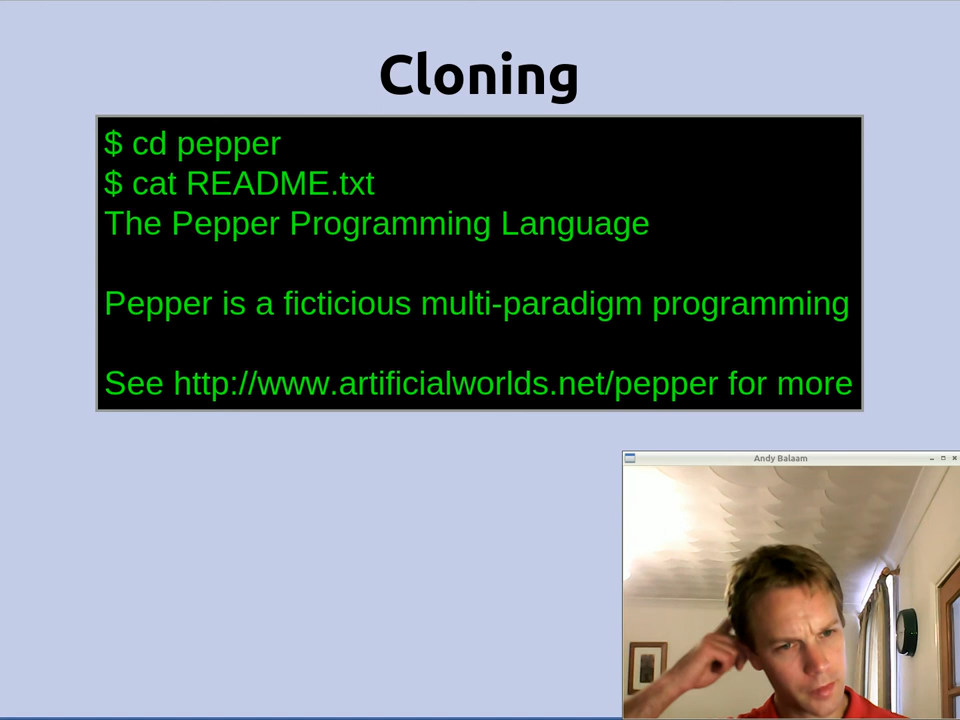 Cloning
$ cd pepper
$ cat README.txt
The Pepper Programming Language
Pepper is a ficticious multi-paradigm programming
See http://www.artificialworlds.net/pepper for more
Andy Balaam